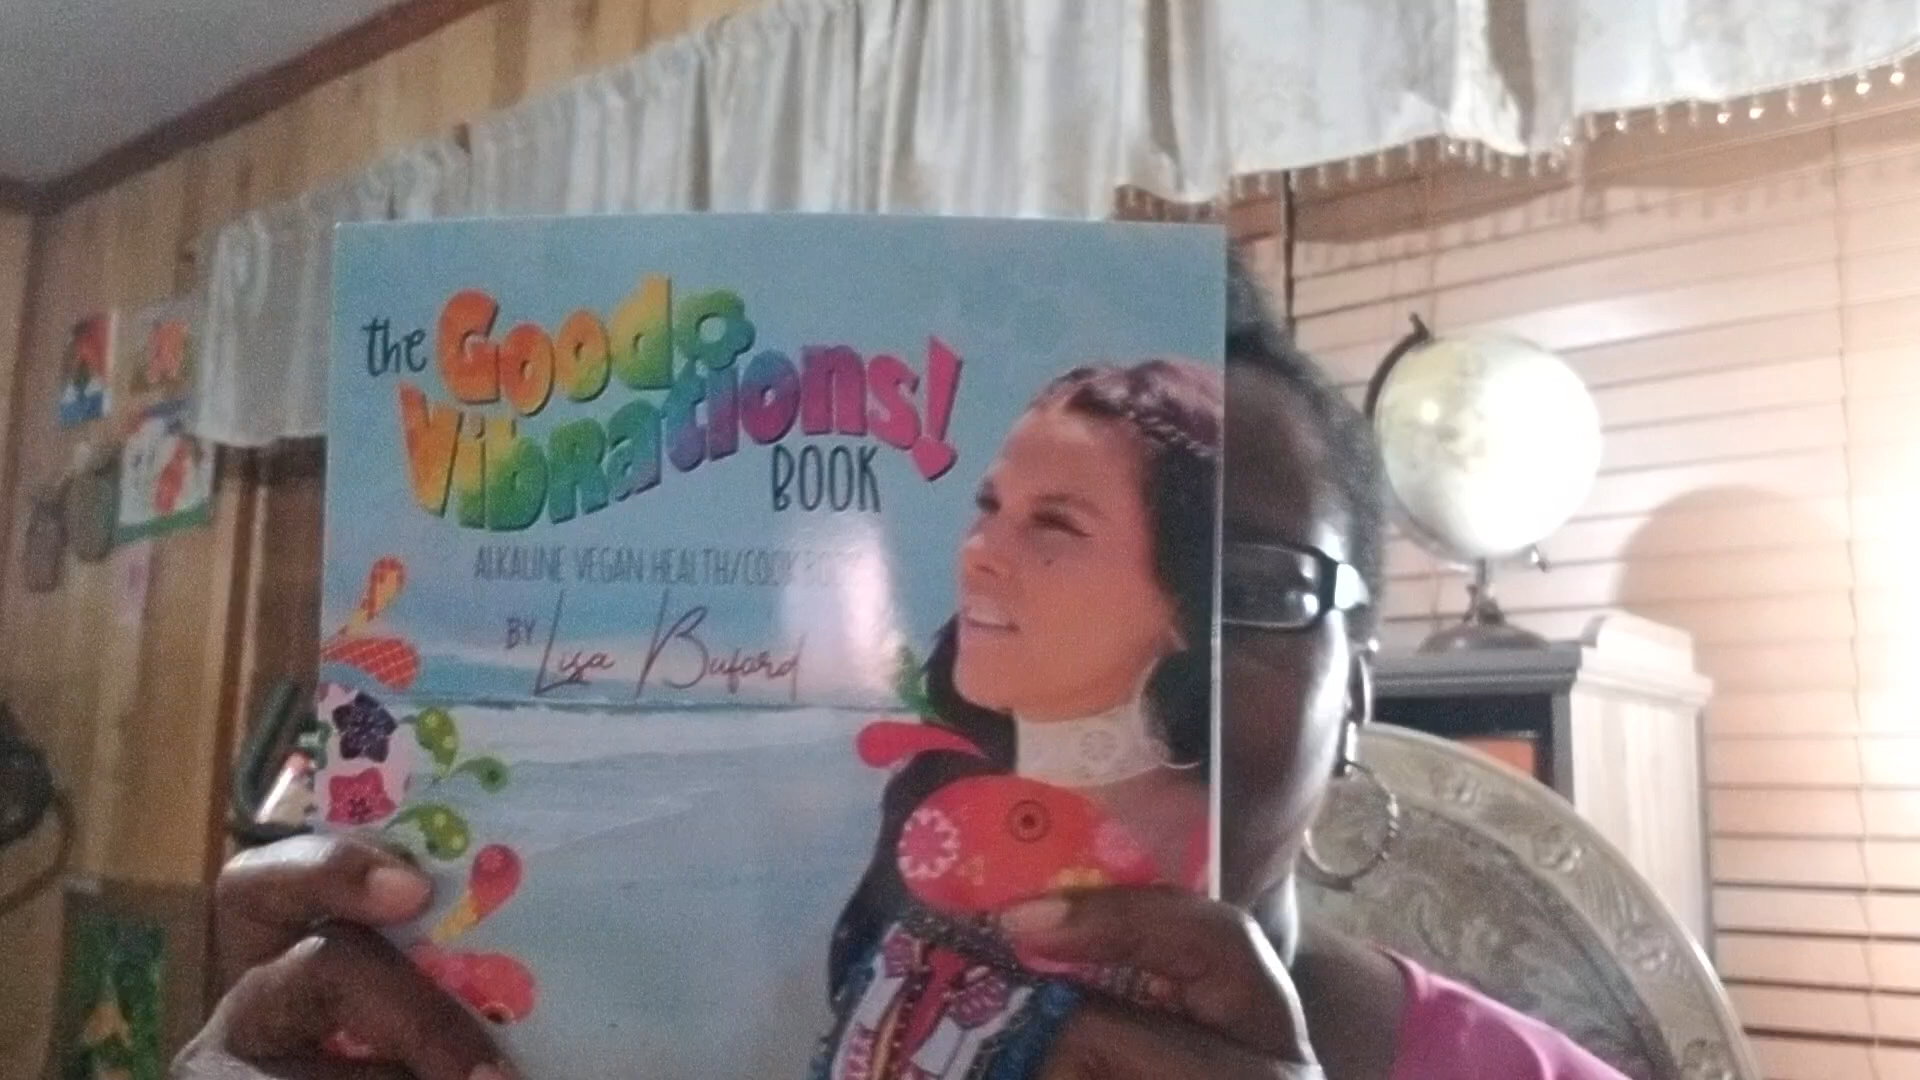 the Good
Vibrations!
BOOK
ALKALINE VEGAN HEALTH/COOK BOOK
BY Lisa Buford